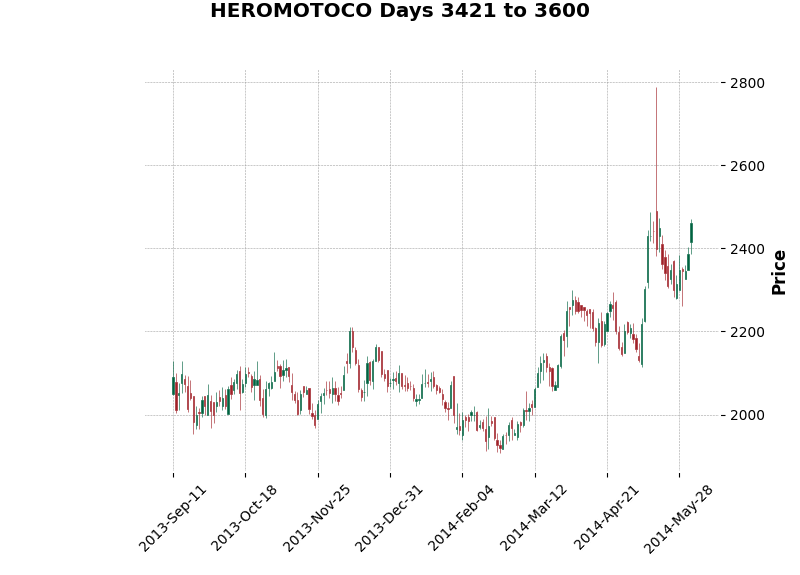 HEROMOTOCO Days 3421 to 3600
2800
2600
2400
2200
2000
Price
2013-Sep-11
2013-Oct-18
2013-Nov-25
2013-Dec-31
2014-Feb-04
2014-Mar-12
2014-Apr-21
2014-May-28